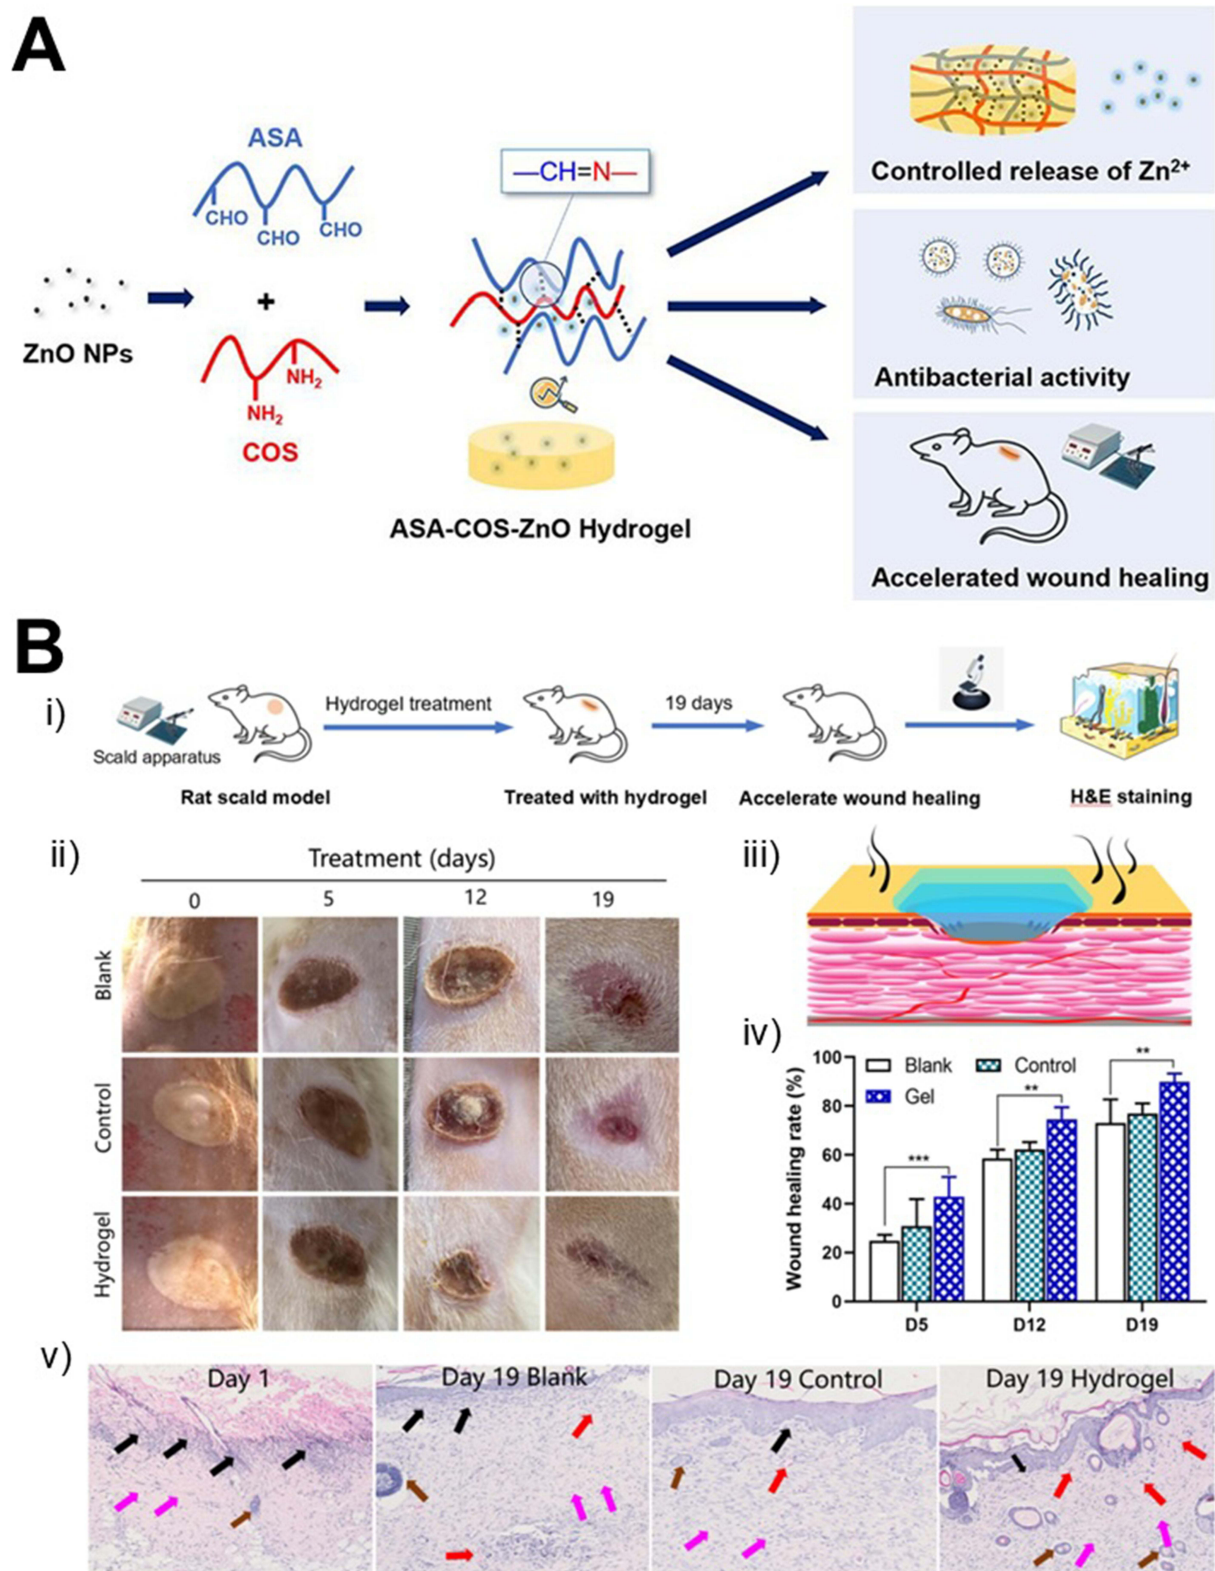 A
ASA
CHO
CHO
CHO
+
NH₂
NH₂
COS
ZnO NPs
—CH=N—
ASA-COS-ZnO Hydrogel
Controlled release of Zn²⁺
Antibacterial activity
Accelerated wound healing
B
i)
Scald apparatus
Rat scald model
Hydrogel treatment
Treated with hydrogel
19 days
Accelerate wound healing
H&E staining
ii)
Treatment (days)
0 5 12 19
Blank
Control
Hydrogel
iii)
iv)
Wound healing rate (%)
100
80
60
40
20
0
Blank Control
Gel
***
**
**
D5 D12 D19
v)
Day 1
Day 19 Blank
Day 19 Control
Day 19 Hydrogel